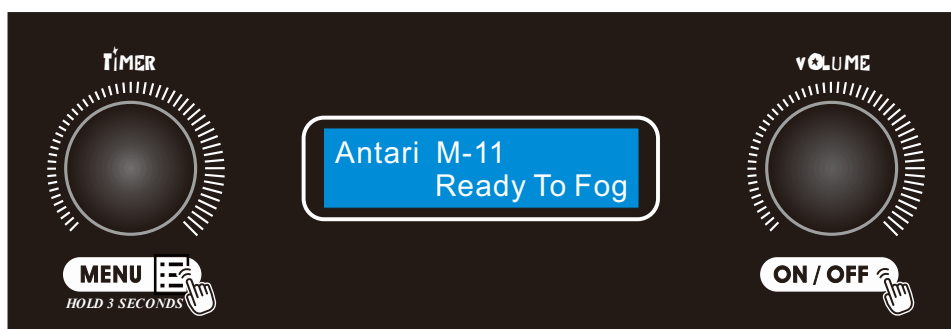 TiMER
VOLUME
Antari M-11
Ready To Fog
MENU
HOLD 3 SECONDS
ON / OFF